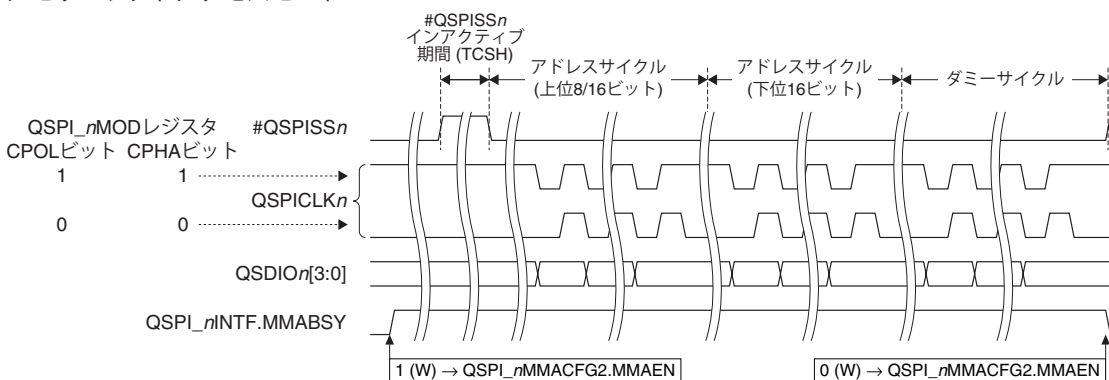 #QSPISSn
インアクティブ
期間 (TCSH)
アドレスサイクル
(上位8/16ビット)
アドレスサイクル
(下位16ビット)
ダミーサイクル
QSPI_nMODレジスタ
CPOLビット CPHAビット
#QSPISSn
1 1
QSPICLKn
0 0
QSDIOn[3:0]
QSPI_nINTF.MMABSY
1 (W) → QSPI_nMMACFG2.MMAEN
0 (W) → QSPI_nMMACFG2.MMAEN